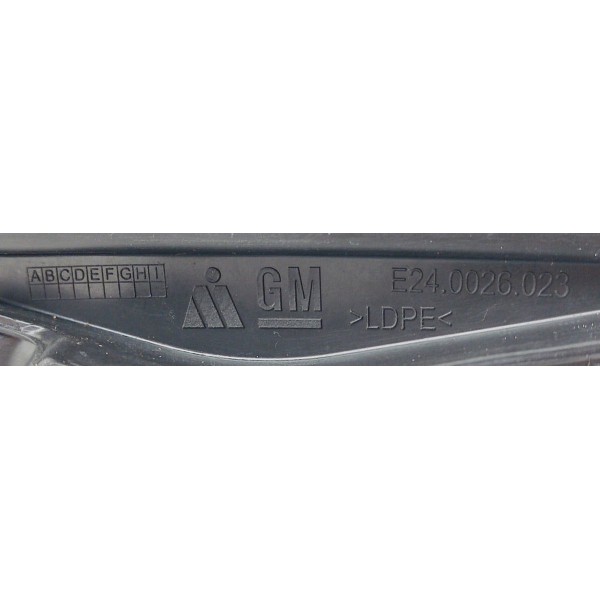 ABCDEFGHI
GM
E24.0026.023
>LDPE<